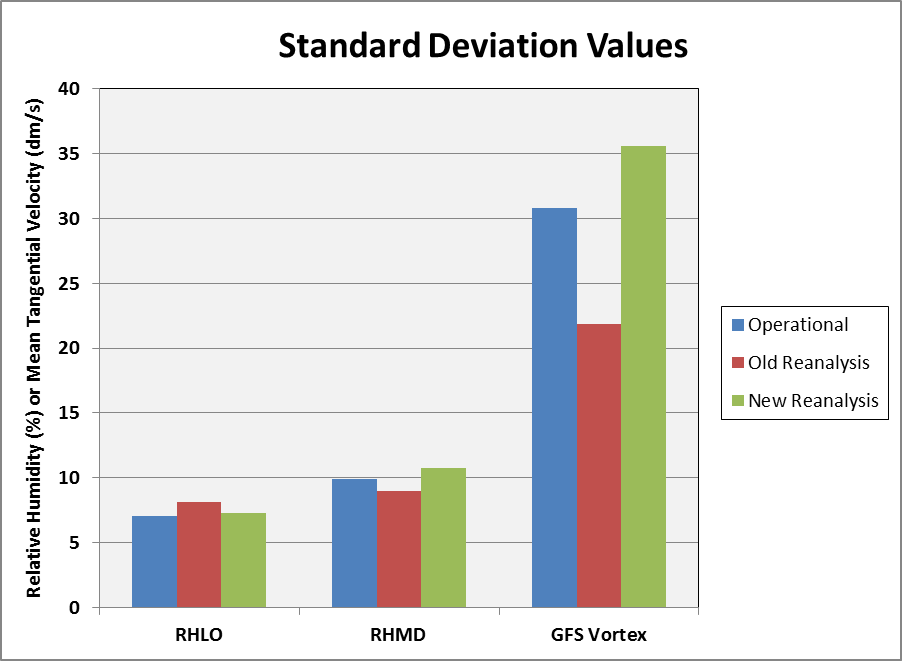 Standard Deviation Values
Relative Humidity (%) or Mean Tangential Velocity (dm/s)
40
35
30
25
20
15
10
5
0
RHLO
RHMD
GFS Vortex
Operational
Old Reanalysis
New Reanalysis